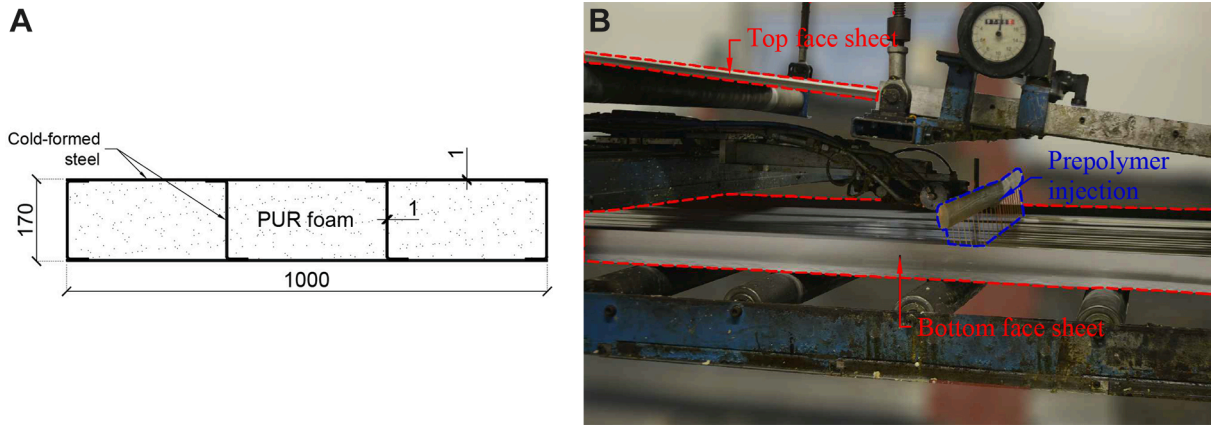 A
Cold-formed
steel
1
PUR foam
1
170
1000
B
Top face sheet
Prepolymer
injection
Bottom face sheet